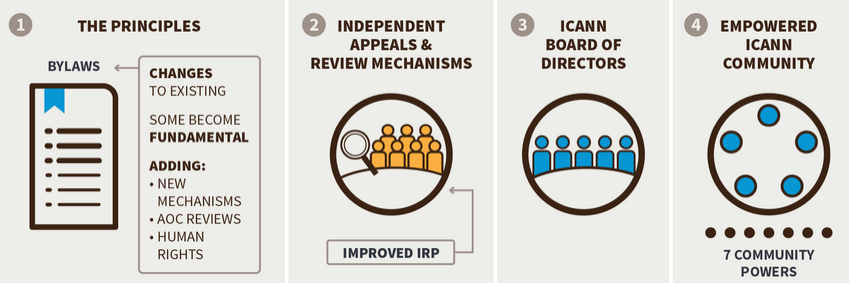 1
THE PRINCIPLES
BYLAWS
CHANGES
TO EXISTING
SOME BECOME
FUNDAMENTAL
ADDING:
• NEW
MECHANISMS
• AOC REVIEWS
• HUMAN
RIGHTS
2
INDEPENDENT
APPEALS &
REVIEW MECHANISMS
IMPROVED IRP
3
ICANN
BOARD OF
DIRECTORS
4
EMPOWERED
ICANN
COMMUNITY
7 COMMUNITY
POWERS